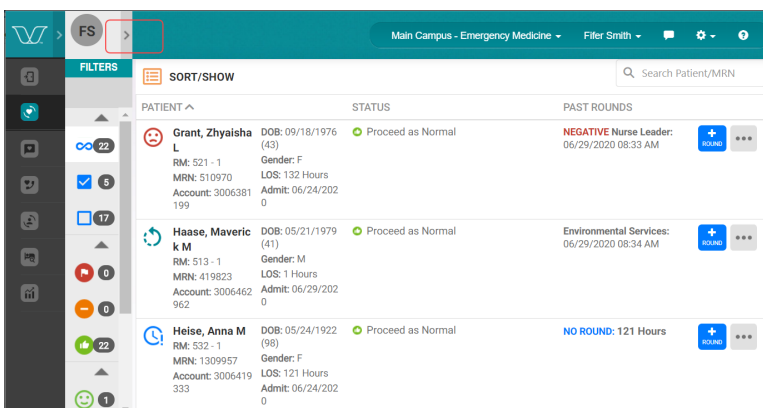 W
FS
Main Campus - Emergency Medicine
Fifer Smith
?
FILTERS
SORT/SHOW
Search Patient/MRN
PATIENT
STATUS
PAST ROUNDS
22
5
17
0
0
22
1
Grant, Zhyaisha
L
RM: 521 - 1
MRN: 510970
Account: 3006381
199
DOB: 09/18/1976
(43)
Gender: F
LOS: 132 Hours
Admit: 06/24/202
0
Proceed as Normal
NEGATIVE Nurse Leader:
06/29/2020 08:33 AM
+
ROUND
Haase, Maveric
k M
RM: 513 - 1
MRN: 419823
Account: 3006462
962
DOB: 05/21/1979
(41)
Gender: M
LOS: 1 Hours
Admit: 06/29/202
0
Proceed as Normal
Environmental Services:
06/29/2020 08:34 AM
+
ROUND
Heise, Anna M
RM: 532 - 1
MRN: 1309957
Account: 3006419
333
DOB: 05/24/1922
(98)
Gender: F
LOS: 121 Hours
Admit: 06/24/202
0
Proceed as Normal
NO ROUND: 121 Hours
+
ROUND